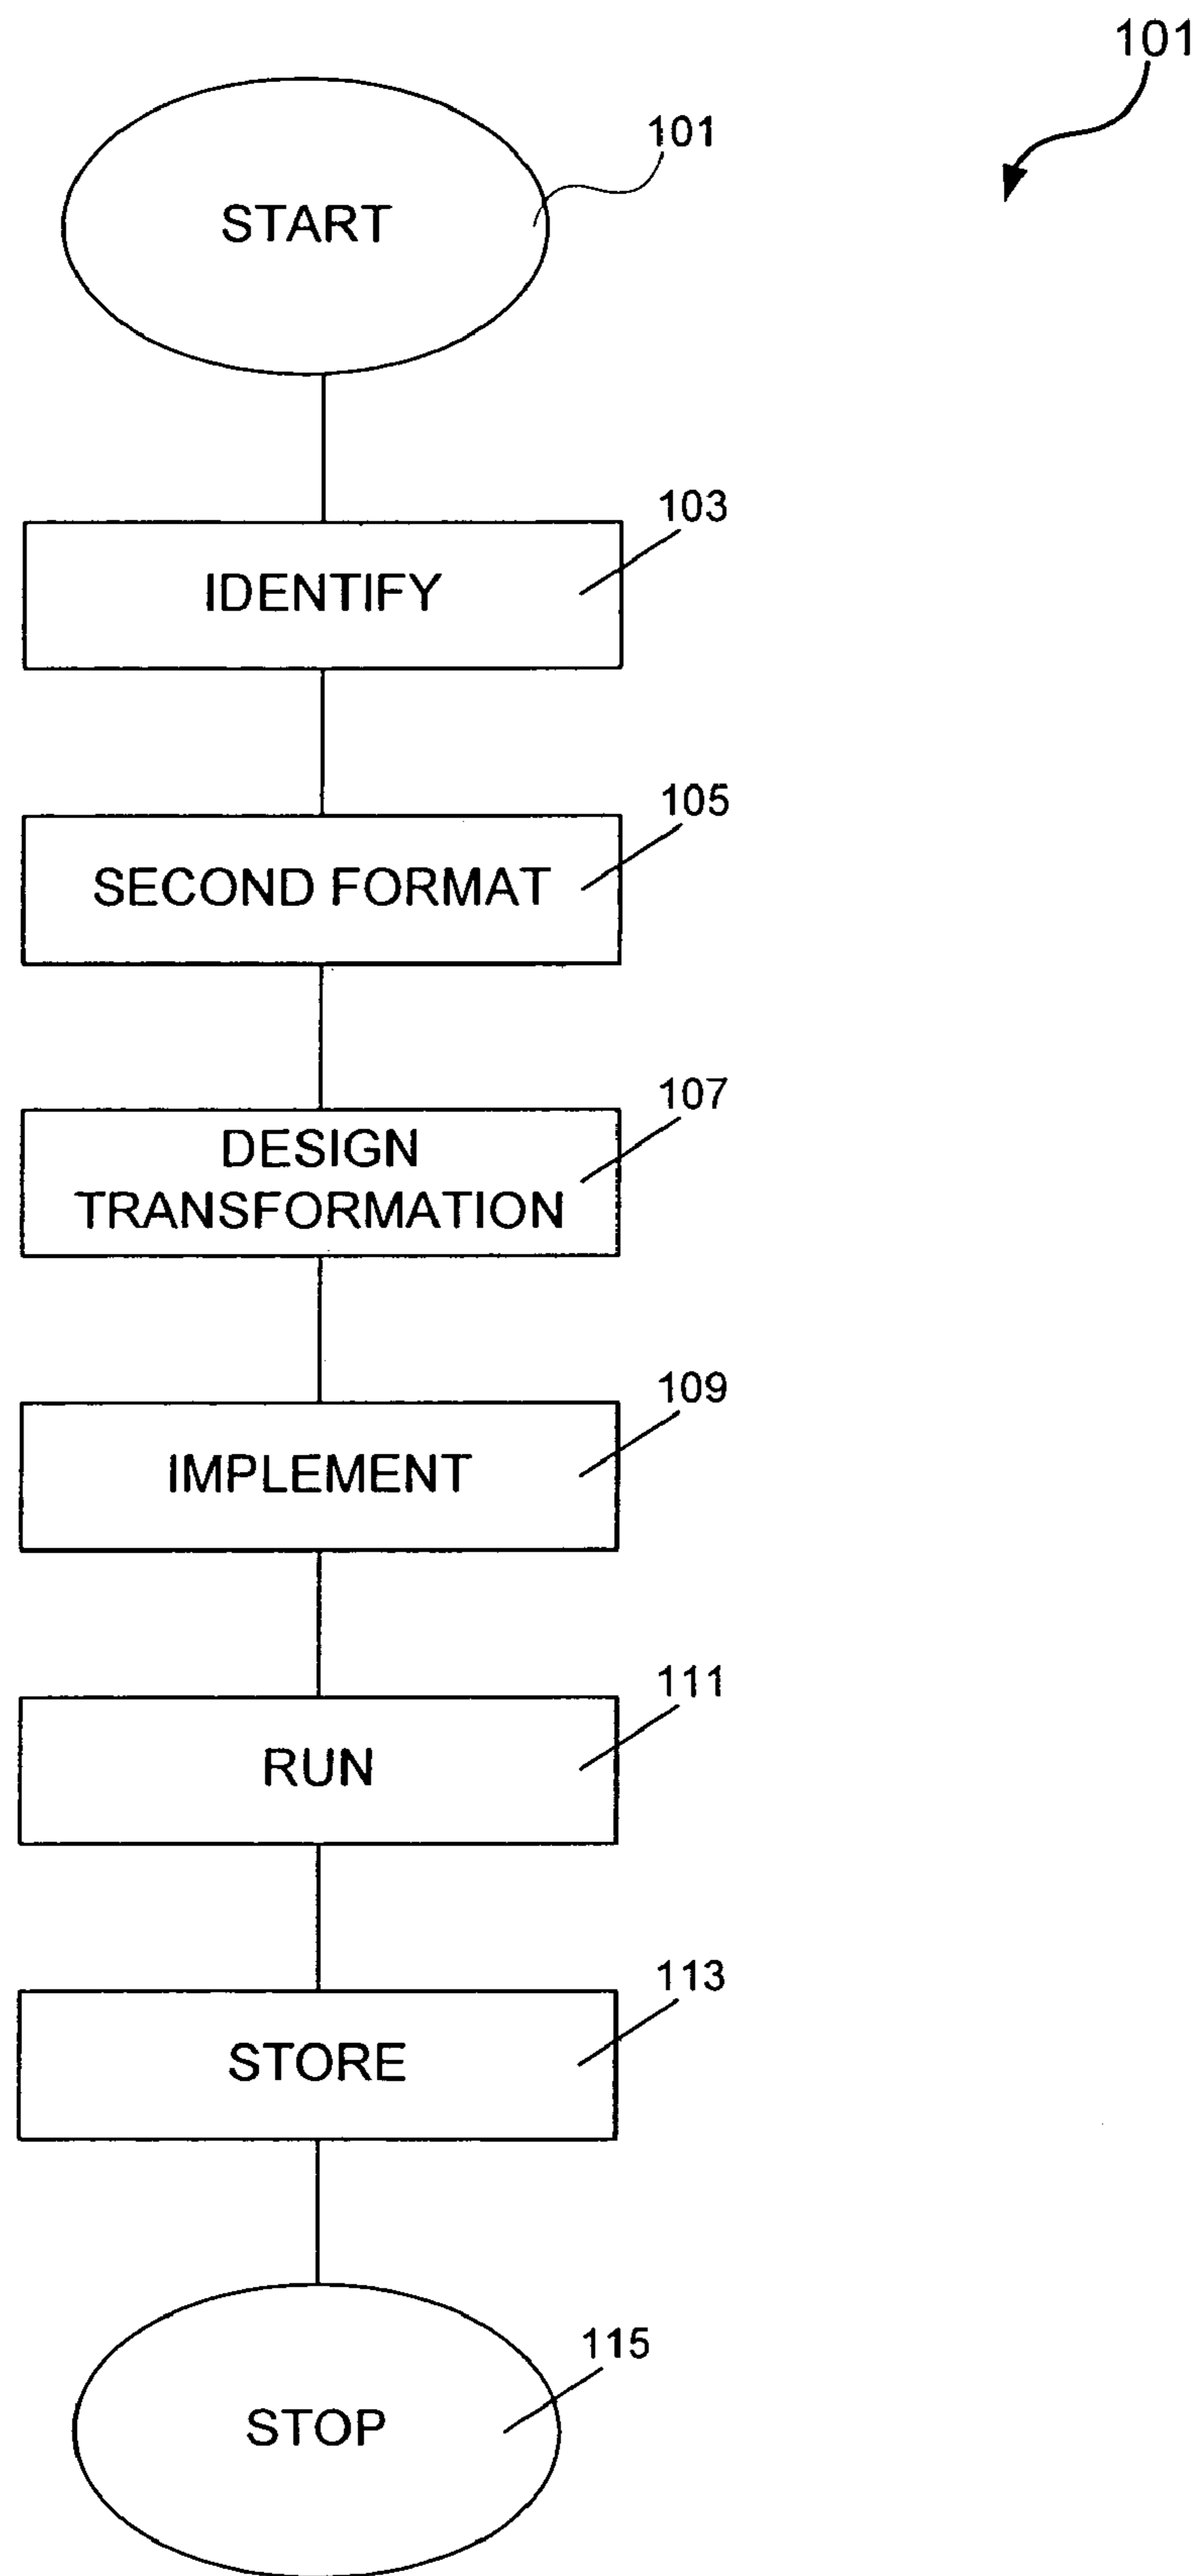 101
101
START
103
IDENTIFY
105
SECOND FORMAT
107
DESIGN
TRANSFORMATION
109
IMPLEMENT
111
RUN
113
STORE
115
STOP